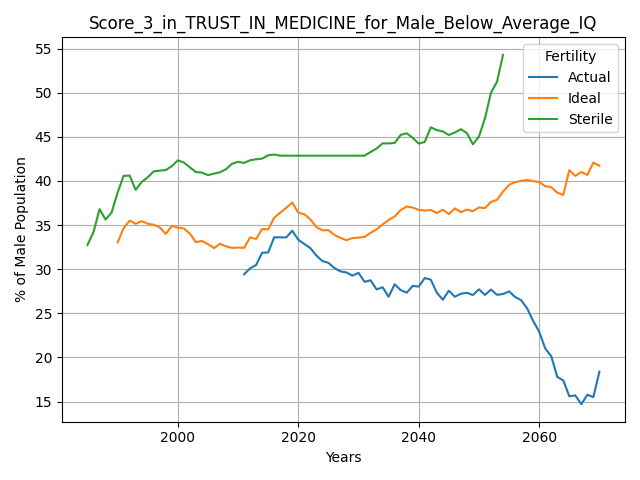 Score_3_in_TRUST_IN_MEDICINE_for_Male_Below_Average_IQ
Fertility
Actual
Ideal
Sterile
% of Male Population
55
50
45
40
35
30
25
20
15
2000
2020
2040
2060
Years